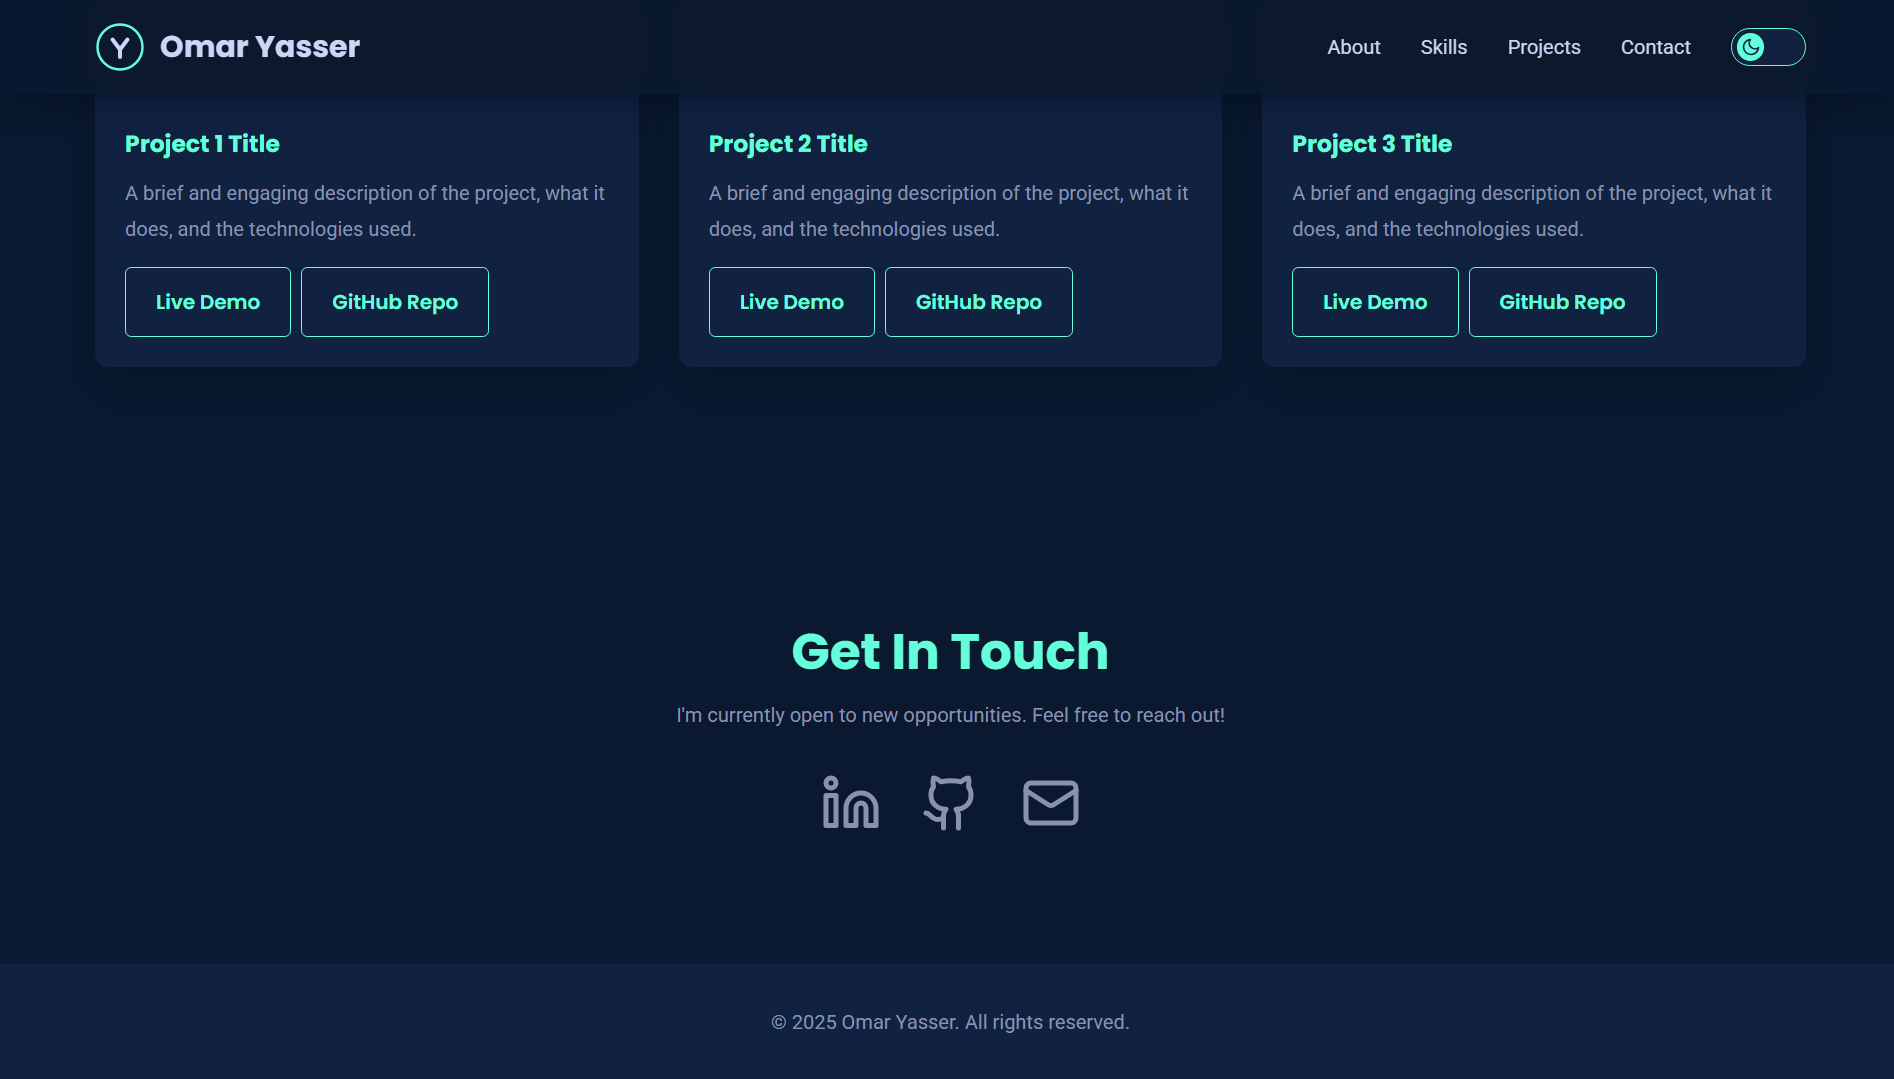 Y Omar Yasser
About Skills Projects Contact
Project 1 Title
A brief and engaging description of the project, what it
does, and the technologies used.
Live Demo GitHub Repo
Project 2 Title
A brief and engaging description of the project, what it
does, and the technologies used.
Live Demo GitHub Repo
Project 3 Title
A brief and engaging description of the project, what it
does, and the technologies used.
Live Demo GitHub Repo
Get In Touch
I'm currently open to new opportunities. Feel free to reach out!
in
© 2025 Omar Yasser. All rights reserved.